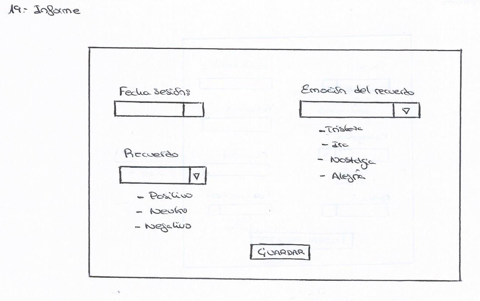 19.- Informe
Fecha sesión:
Emoción del recuerdo
- Tristeza
- Ira
- Nostalgia
- Alegría
Recuerdo
- Positivo
- Neutro
- Negativo
GUARDAR